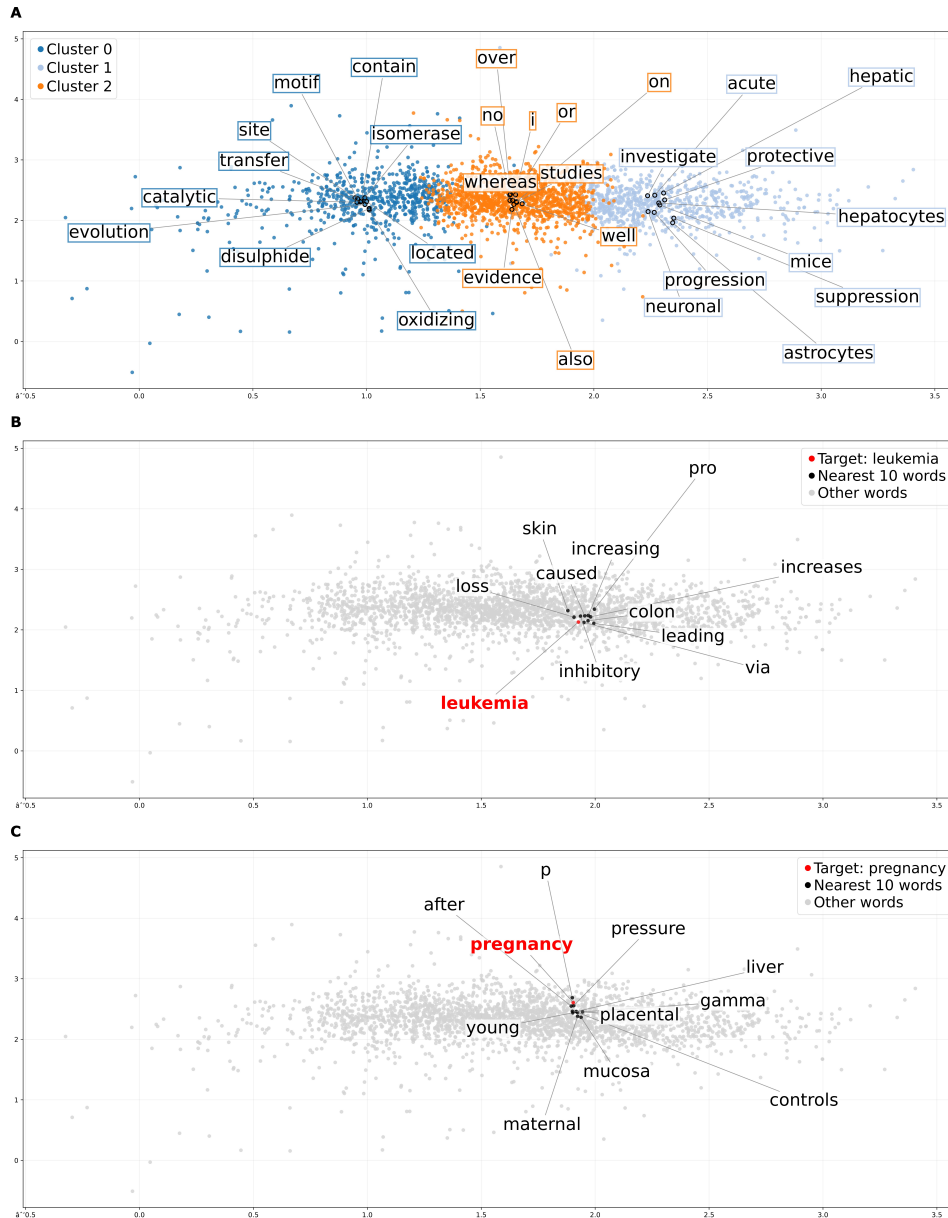 A
Cluster 0
Cluster 1
Cluster 2
over
contain
motif
on
acute
hepatic
no
i
or
site
isomerase
transfer
investigate
protective
whereas
studies
catalytic
hepatocytes
evolution
well
disulphide
located
evidence
progression
mice
suppression
neuronal
oxidizing
also
astrocytes
5
4
3
2
1
0
0.0
0.5
1.0
1.5
2.0
2.5
3.0
3.5
B
Target: leukemia
Nearest 10 words
Other words
pro
skin
increasing
caused
increases
loss
colon
leading
inhibitory
via
leukemia
5
4
3
2
1
0
0.0
0.5
1.0
1.5
2.0
2.5
3.0
3.5
C
Target: pregnancy
Nearest 10 words
Other words
p
after
pressure
pregnancy
liver
gamma
placental
young
mucosa
controls
maternal
5
4
3
2
1
0
0.0
0.5
1.0
1.5
2.0
2.5
3.0
3.5